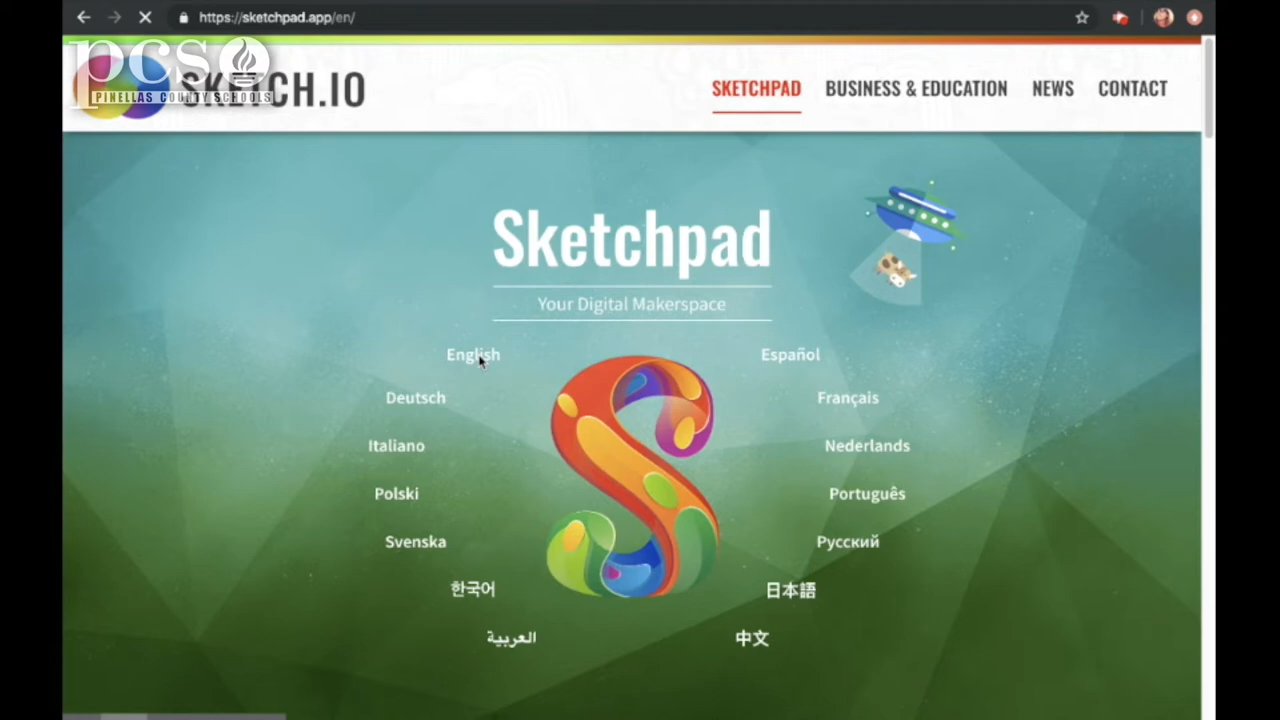 https://sketchpad.app/en/
pcs
PINELLAS COUNTY SCHOOLS
SKETCH.IO
SKETCHPAD
BUSINESS & EDUCATION
NEWS
CONTACT
Sketchpad
Your Digital Makerspace
English
Español
Deutsch
Français
Italiano
Nederlands
Polski
Português
Svenska
Русский
한국어
日本語
العربية
中文